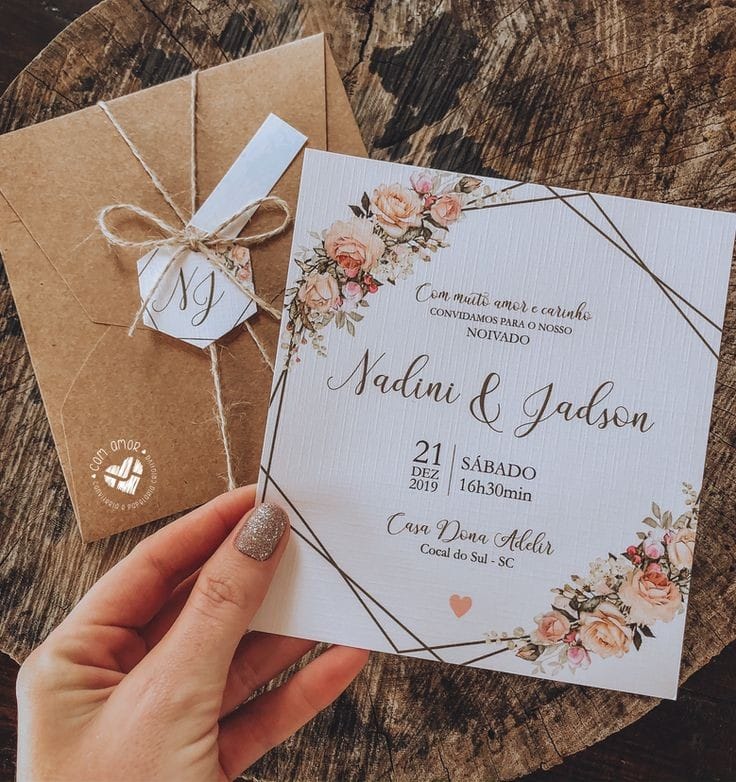 Com muito amor e carinho
CONVIDAMOS PARA O NOSSO
NOIVADO
Nadini & Jadson
21
DEZ
2019
SÁBADO
16h30min
Casa Dona Adelir
Cocal do Sul - SC
NJ
COM AMOR